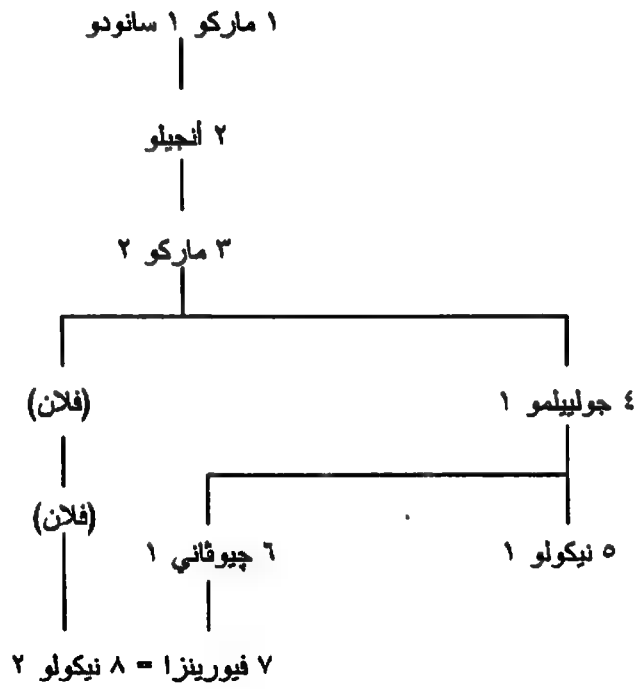 ١ ماركو ١ سانودو
٢ أنجيلو
٣ ماركو ٢
٤ جولييلمو ١
(فلان)
(فلان)
٥ نيكولو ١
٦ چيوڤاني ١
٧ فيورينزا = ٨ نيكولو ٢